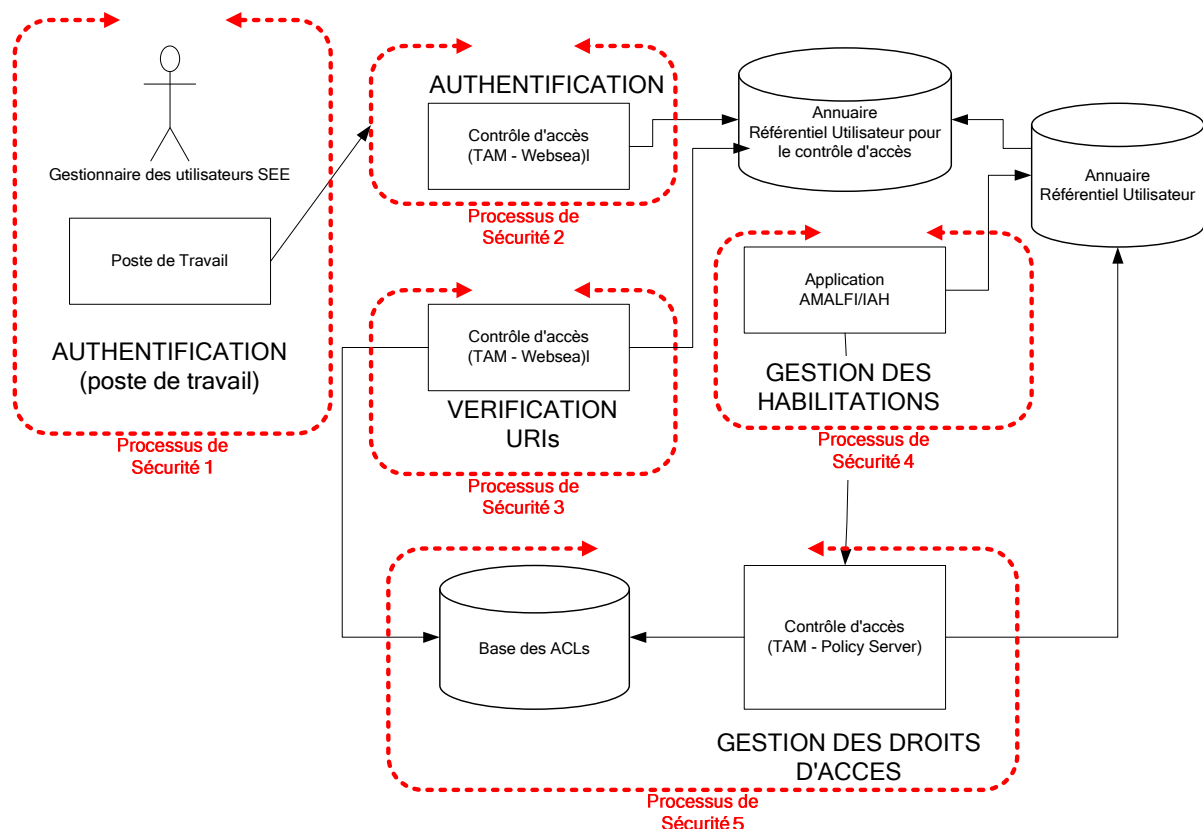 Gestionnaire des utilisateurs SEE
Poste de Travail
AUTHENTIFICATION
(poste de travail)
Processus de
Sécurité 1
AUTHENTIFICATION
Contrôle d'accès
(TAM - Websea)l
Processus de
Sécurité 2
Annuaire
Référentiel Utilisateur pour
le contrôle d'accès
Annuaire
Référentiel Utilisateur
Contrôle d'accès
(TAM - Websea)l
VERIFICATION
URIs
Processus de
Sécurité 3
Application
AMALFI/IAH
GESTION DES
HABILITATIONS
Processus de
Sécurité 4
Base des ACLs
Contrôle d'accès
(TAM - Policy Server)
GESTION DES DROITS
D'ACCES
Processus de
Sécurité 5